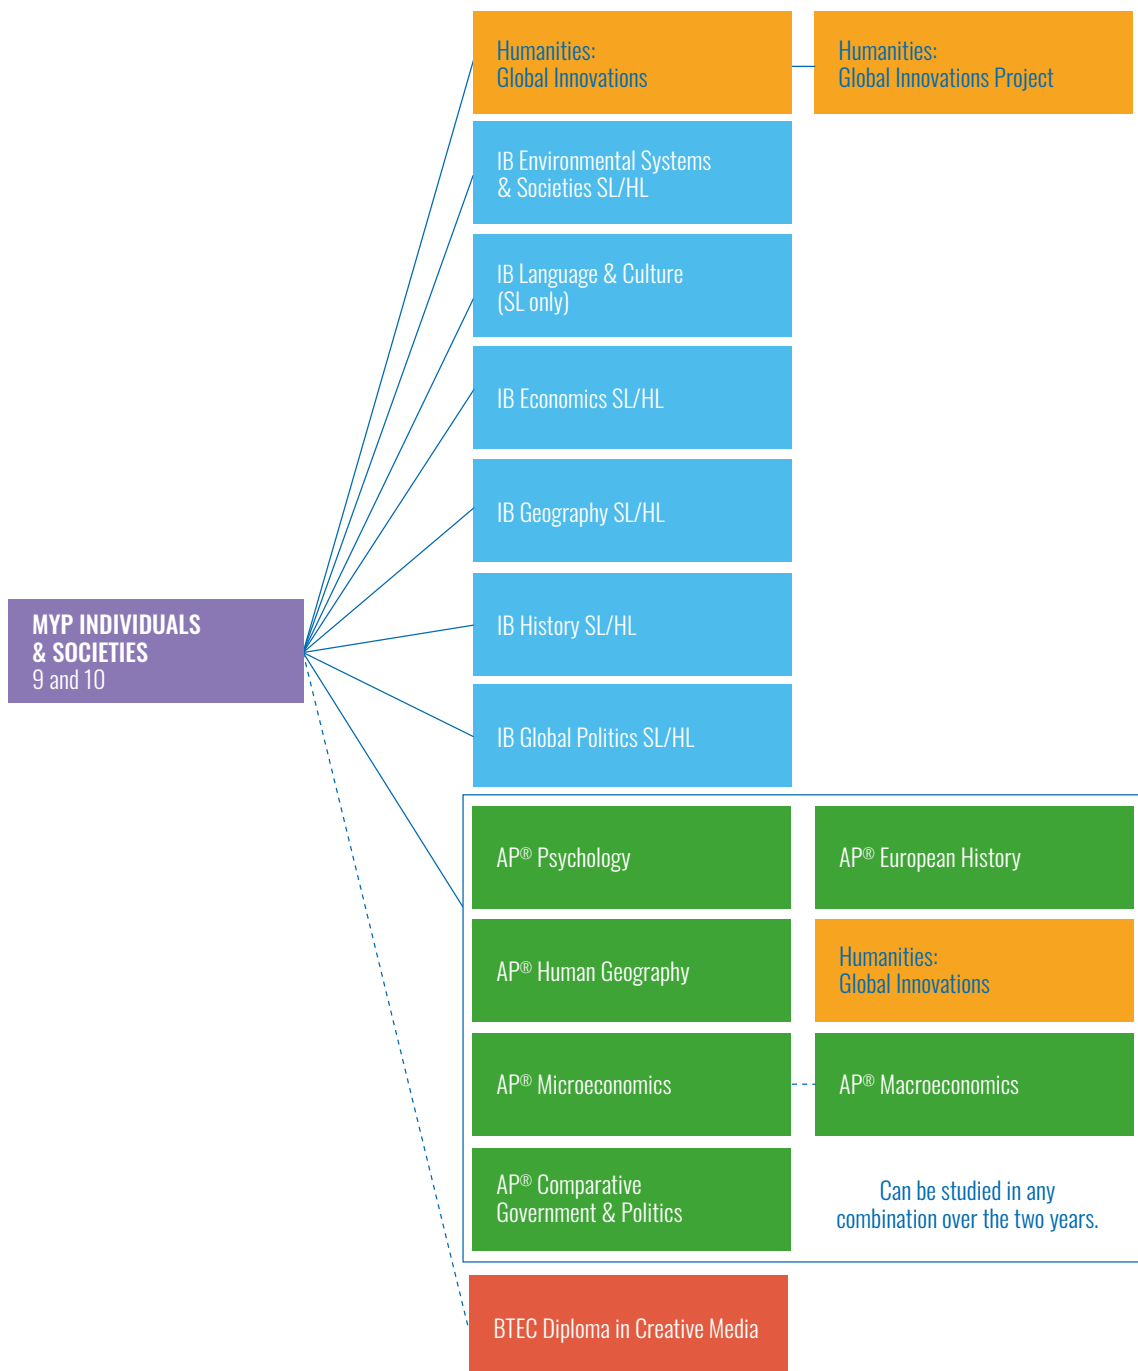 Humanities:
Global Innovations
Humanities:
Global Innovations Project
IB Environmental Systems
& Societies SL/HL
IB Language & Culture
(SL only)
IB Economics SL/HL
IB Geography SL/HL
IB History SL/HL
IB Global Politics SL/HL
MYP INDIVIDUALS
& SOCIETIES
9 and 10
AP® Psychology
AP® European History
AP® Human Geography
Humanities:
Global Innovations
AP® Microeconomics
AP® Macroeconomics
AP® Comparative
Government & Politics
Can be studied in any
combination over the two years.
BTEC Diploma in Creative Media